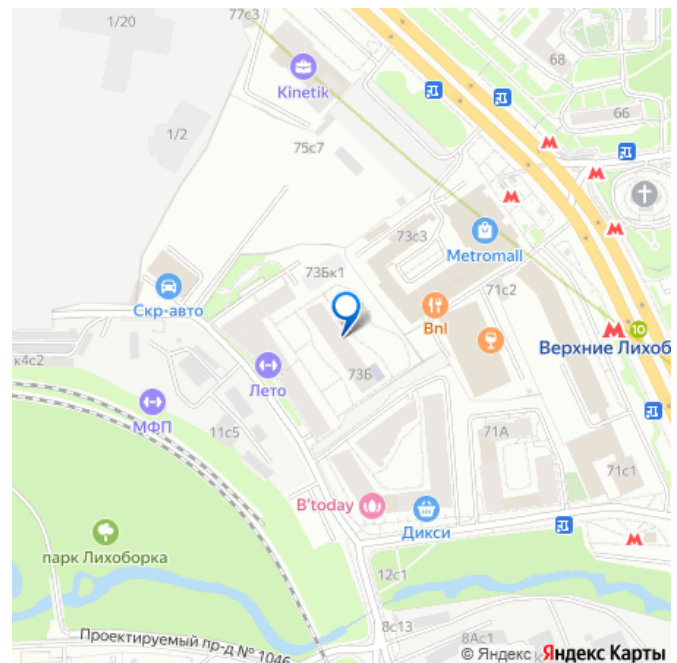 77с3
1/20
68
Kinetik
66
1/2
75с7
73с3
Metromall
73Бк1
71с2
Скр-авто
Bnl
10
Верхние Лихоб
к4с2
Лето
73Б
МФП
11с5
71А
71с1
B'today
Дикси
парк Лихоборка
12с1
8с13
8Ас1
Проектируемый пр-д № 1046
© Яндекс Яндекс Карты